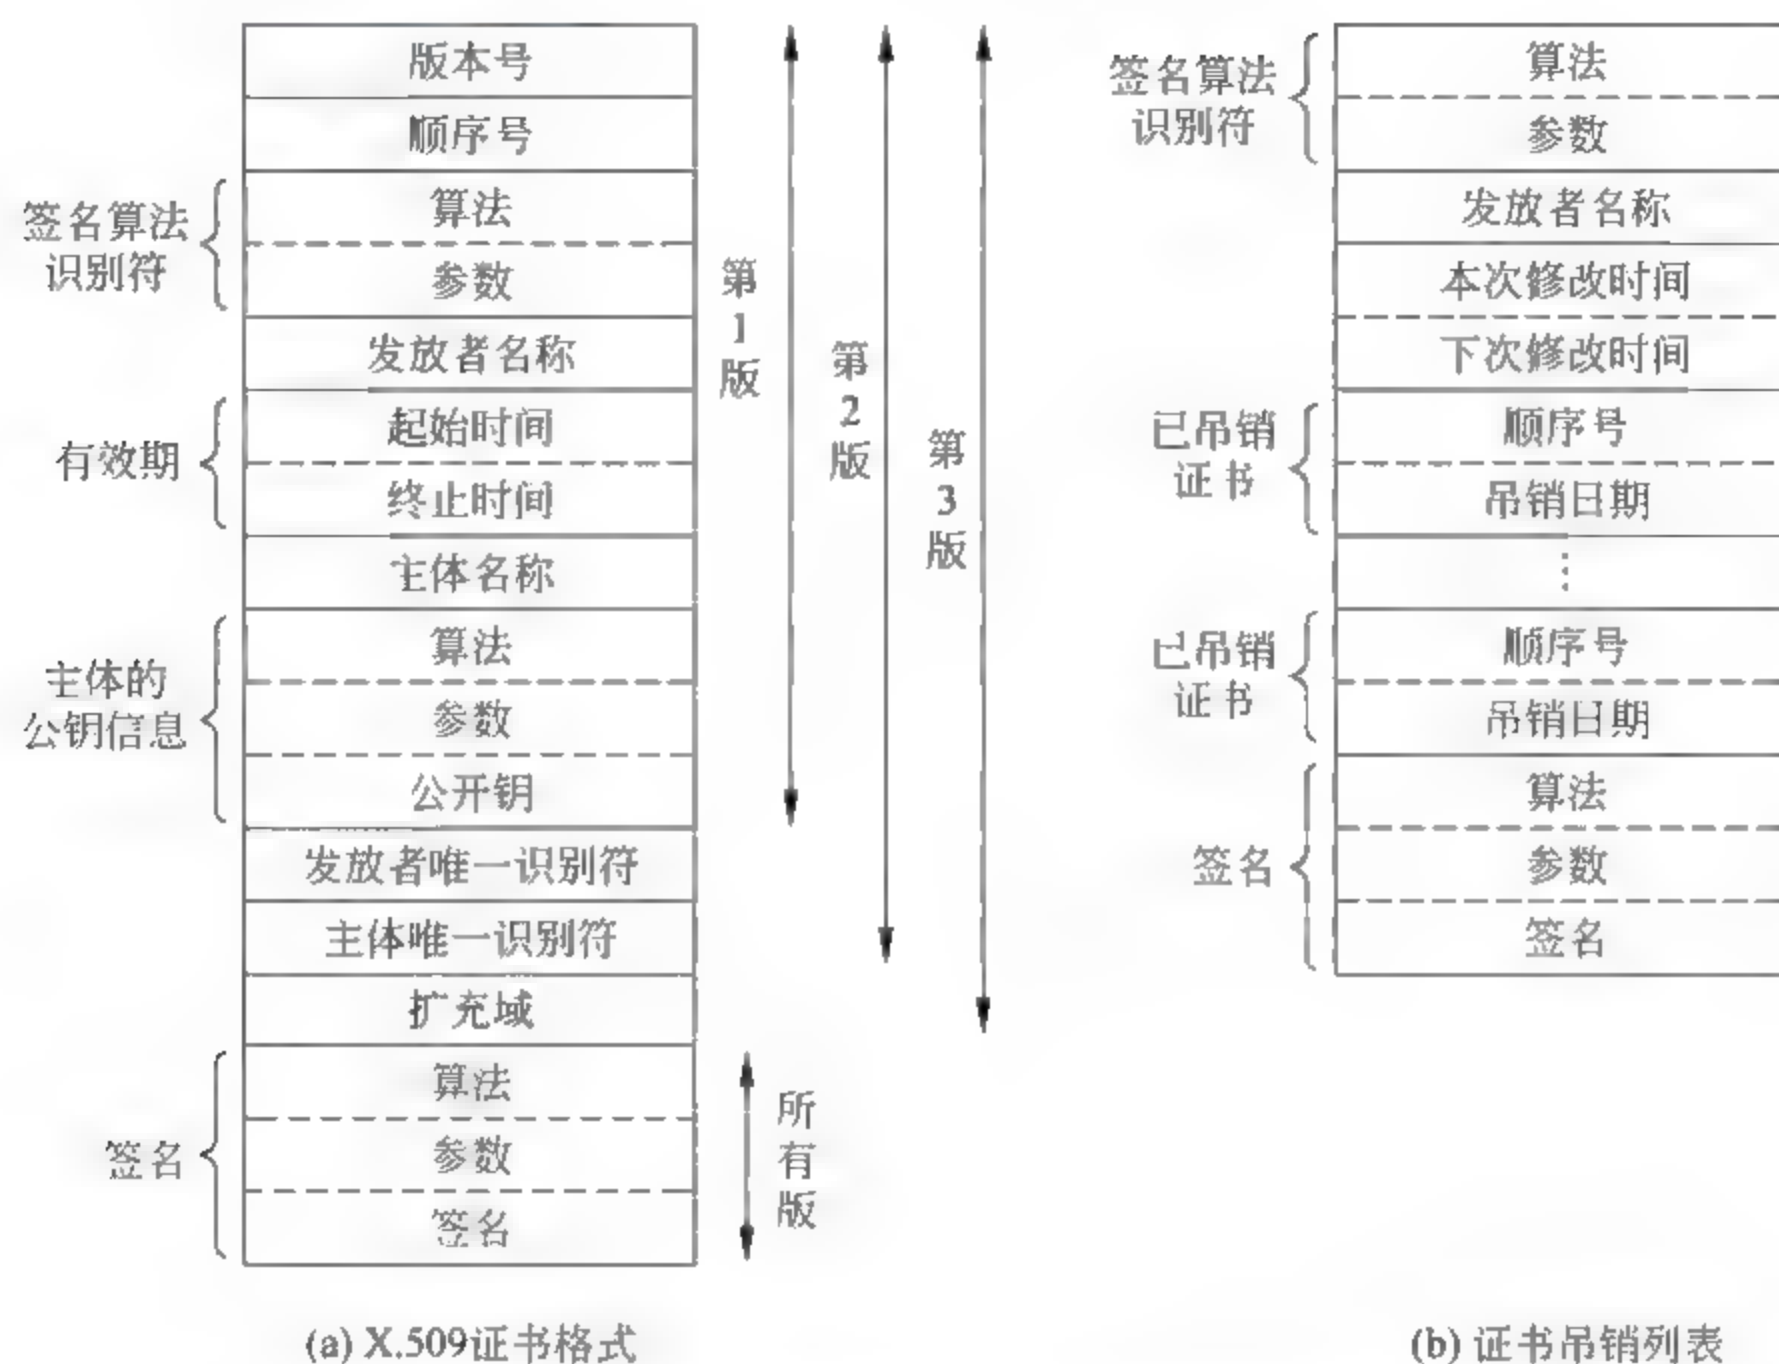 版本号
顺序号
签名算法
识别符
算法
参数
发放者名称
有效期
起始时间
终止时间
主体名称
主体的
公钥信息
算法
参数
公开钥
发放者唯一识别符
主体唯一识别符
扩充域
签名
算法
参数
签名
第
1
版
第
2
版
第
3
版
所
有
版
(a) X.509证书格式
签名算法
识别符
算法
参数
发放者名称
本次修改时间
下次修改时间
已吊销
证书
顺序号
吊销日期
⋮
已吊销
证书
顺序号
吊销日期
签名
算法
参数
签名
(b) 证书吊销列表